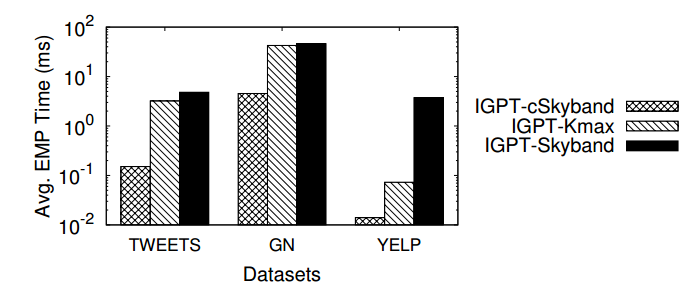 10^2
10^1
10^0
10^-1
10^-2
Avg. EMP Time (ms)
TWEETS GN YELP
Datasets
IGPT-cSkyband
IGPT-Kmax
IGPT-Skyband